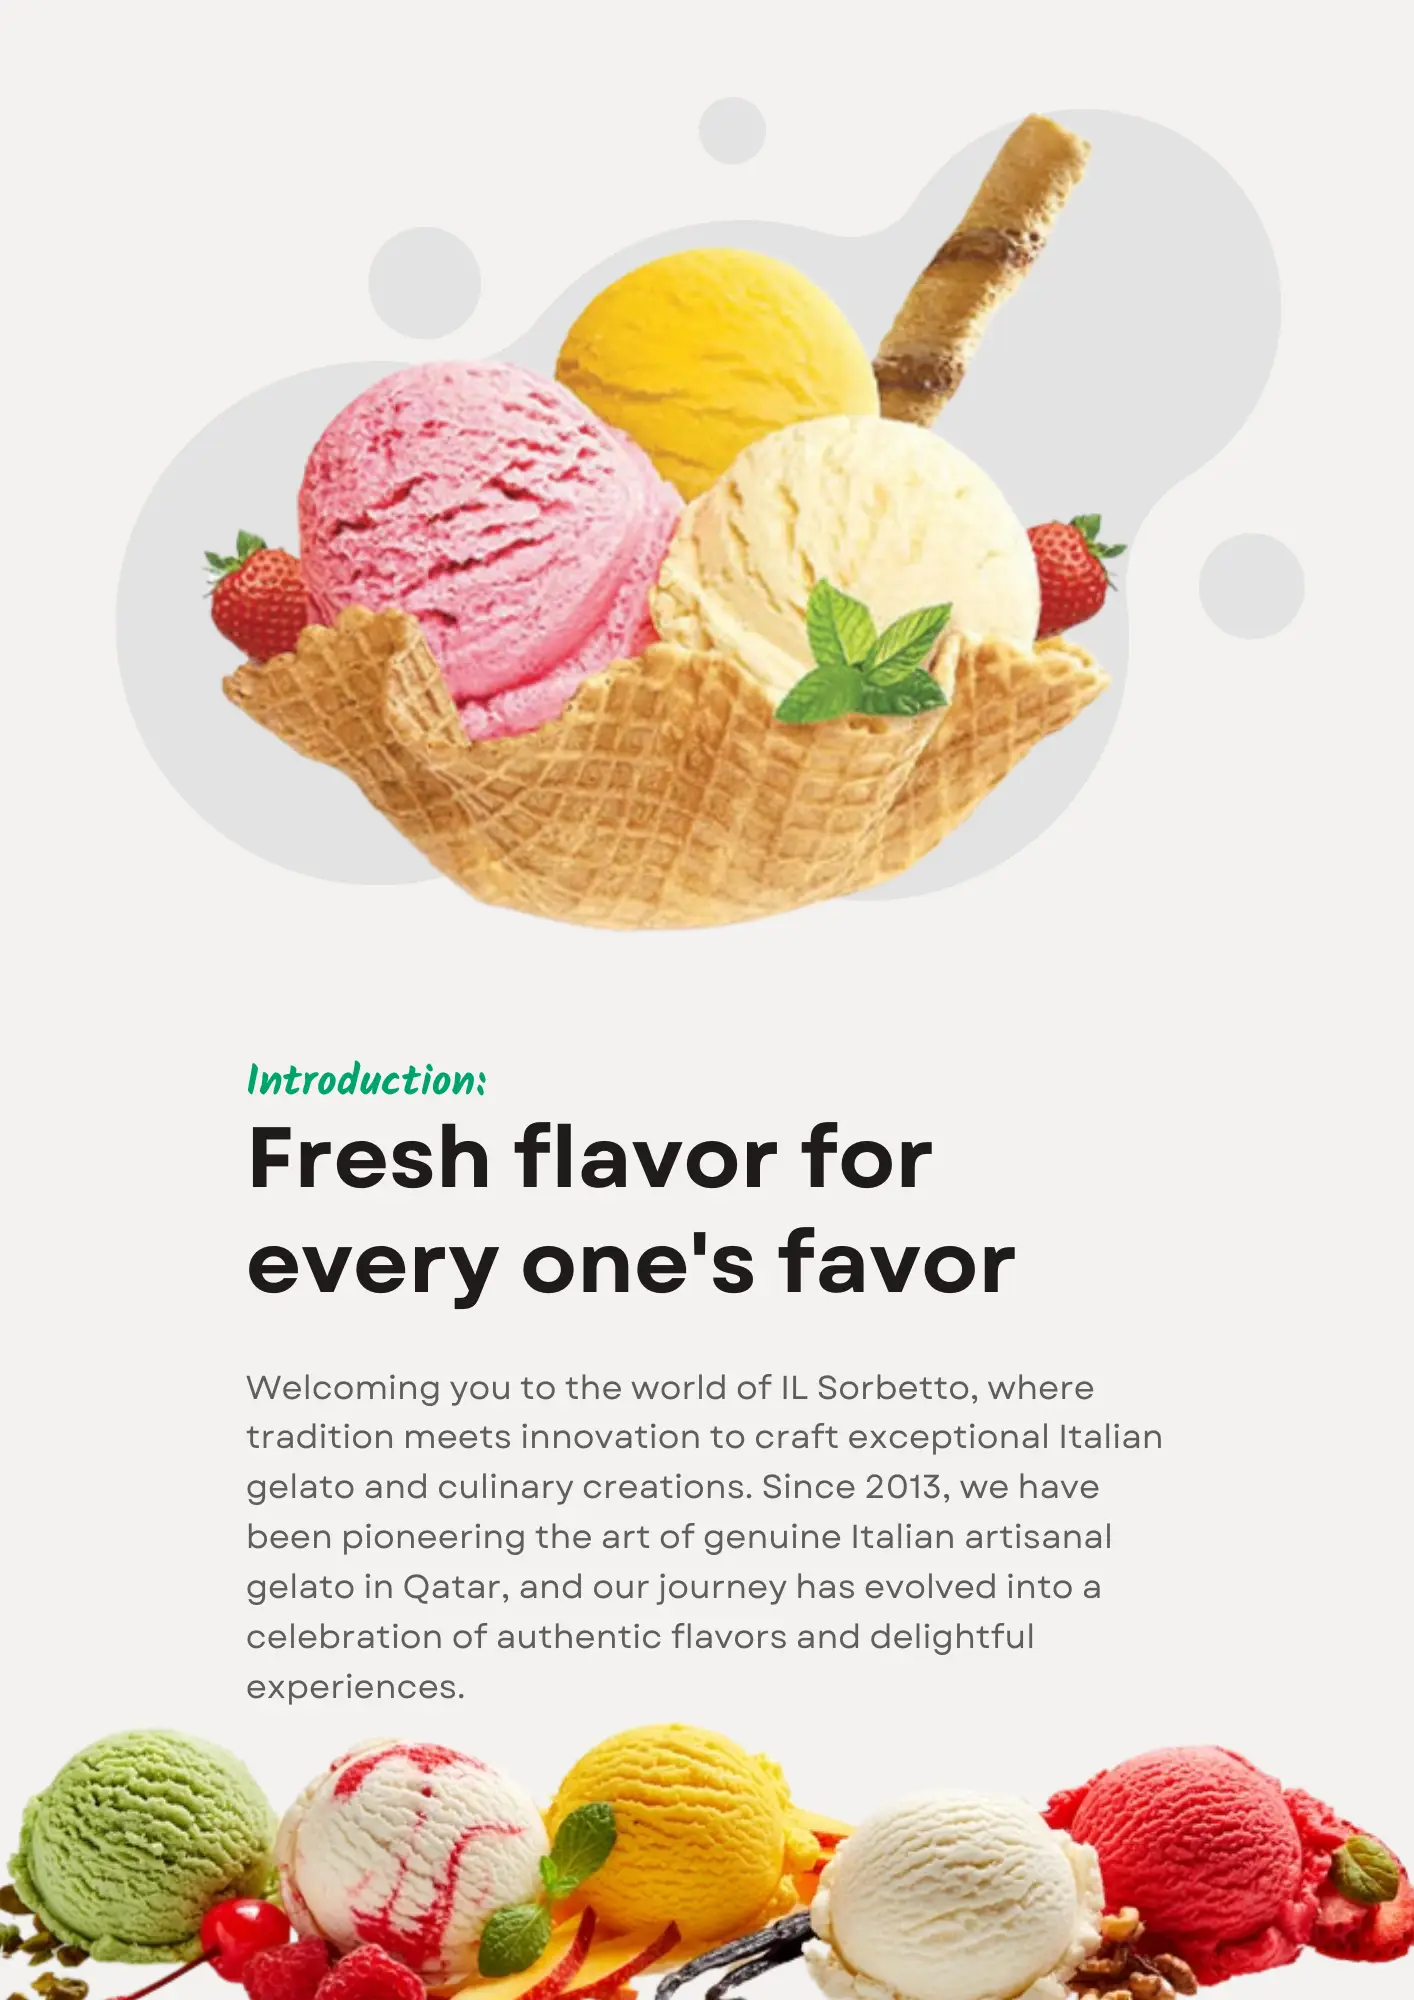 Introduction:
Fresh flavor for
every one's favor
Welcoming you to the world of IL Sorbetto, where
tradition meets innovation to craft exceptional Italian
gelato and culinary creations. Since 2013, we have
been pioneering the art of genuine Italian artisanal
gelato in Qatar, and our journey has evolved into a
celebration of authentic flavors and delightful
experiences.